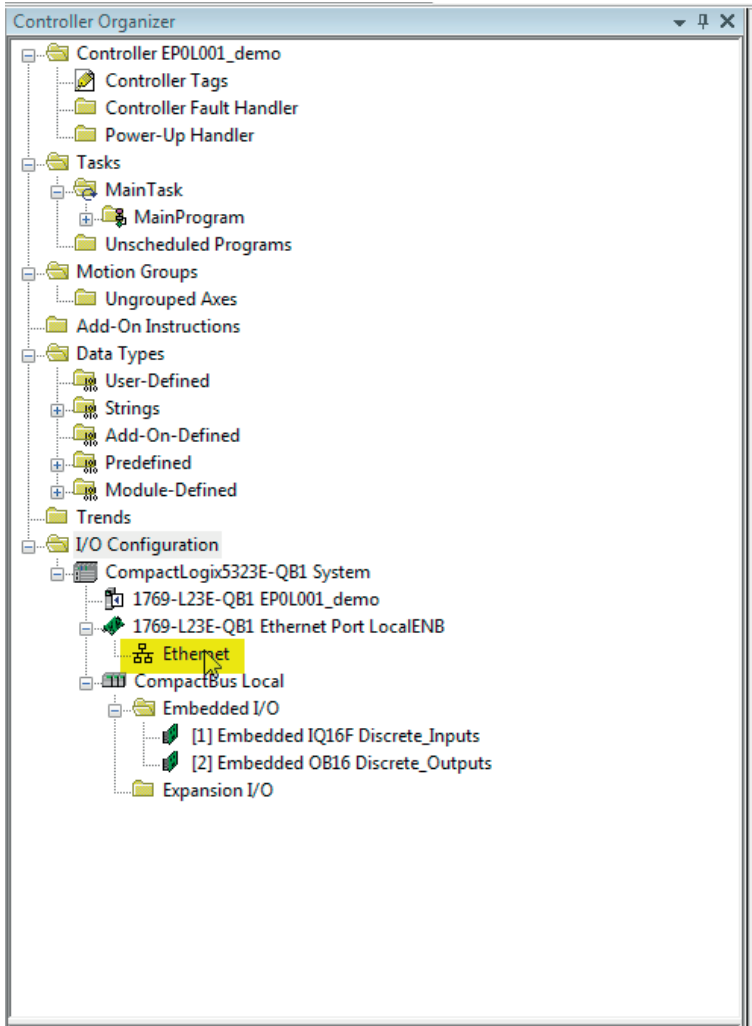 Controller Organizer
Controller EP0L001_demo
Controller Tags
Controller Fault Handler
Power-Up Handler
Tasks
MainTask
MainProgram
Unscheduled Programs
Motion Groups
Ungrouped Axes
Add-On Instructions
Data Types
User-Defined
Strings
Add-On-Defined
Predefined
Module-Defined
Trends
I/O Configuration
CompactLogix5323E-QB1 System
1769-L23E-QB1 EP0L001_demo
1769-L23E-QB1 Ethernet Port LocalENB
Ethernet
CompactBus Local
Embedded I/O
[1] Embedded IQ16F Discrete_Inputs
[2] Embedded OB16 Discrete_Outputs
Expansion I/O